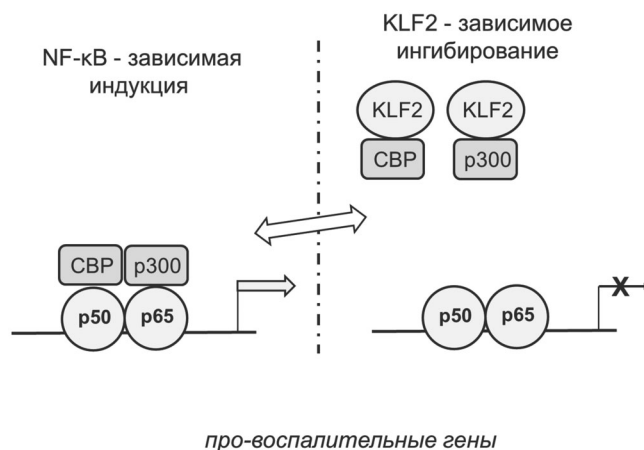 NF-κB - зависимая
индукция
KLF2 - зависимое
ингибирование
KLF2
KLF2
CBP
p300
CBP
p300
p50
p65
p50
p65
X
про-воспалительные гены